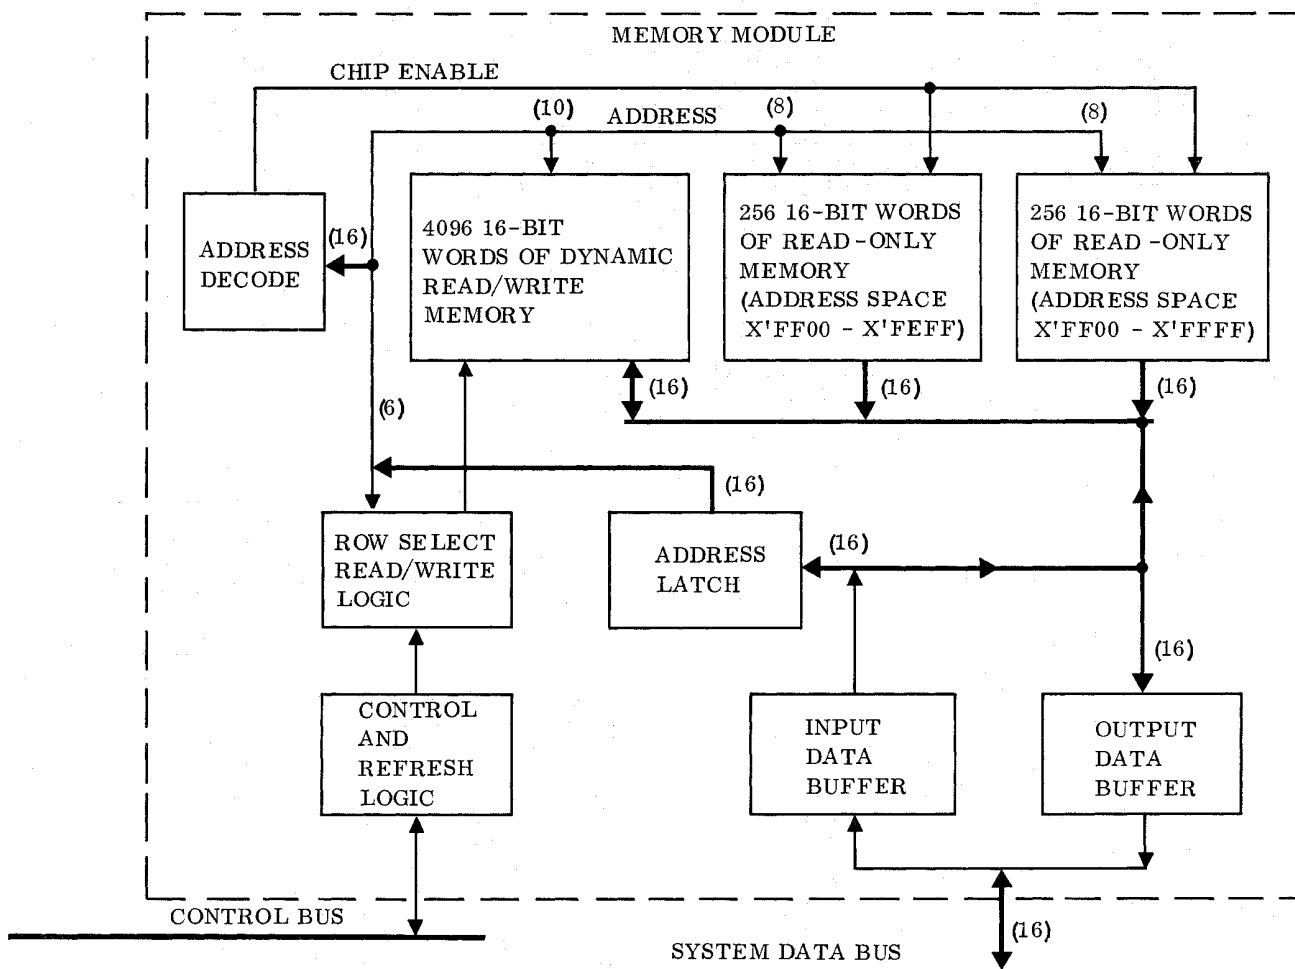 MEMORY MODULE
CHIP ENABLE
(10)
ADDRESS
(8)
(8)
ADDRESS
DECODE
(16)
4096 16-BIT
WORDS OF DYNAMIC
READ/WRITE
MEMORY
256 16-BIT WORDS
OF READ-ONLY
MEMORY
(ADDRESS SPACE
X'FF00 - X'FEFF)
256 16-BIT WORDS
OF READ-ONLY
MEMORY
(ADDRESS SPACE
X'FF00 - X'FFFF)
(16)
(16)
(16)
(6)
(16)
ROW SELECT
READ/WRITE
LOGIC
ADDRESS
LATCH
(16)
(16)
CONTROL
AND
REFRESH
LOGIC
INPUT
DATA
BUFFER
OUTPUT
DATA
BUFFER
CONTROL BUS
SYSTEM DATA BUS
(16)